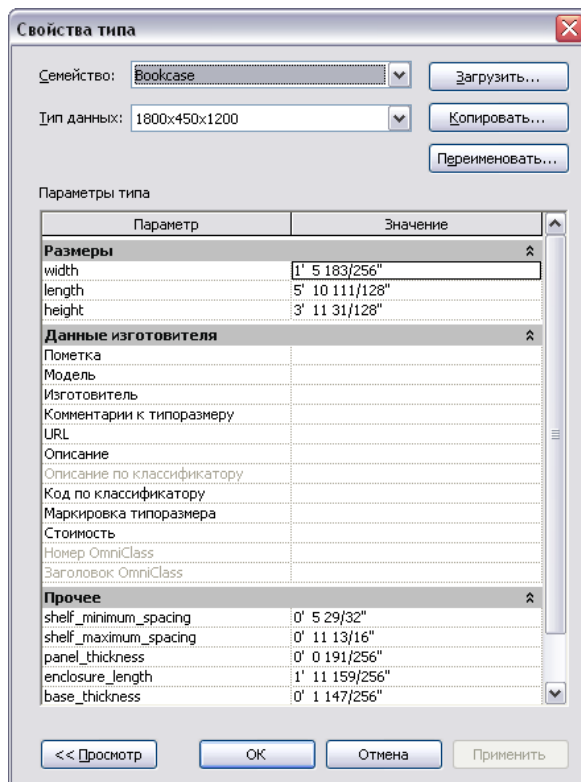 Свойства типа
Семейство: Bookcase Загрузить...
Тип данных: 1800x450x1200 Копировать...
Переименовать...
Параметры типа
Параметр Значение
Размеры
width 1' 5 183/256"
length 5' 10 111/128"
height 3' 11 31/128"
Данные изготовителя
Пометка
Модель
Изготовитель
Комментарии к типоразмеру
URL
Описание
Описание по классификатору
Код по классификатору
Маркировка типоразмера
Стоимость
Номер OmniClass
Заголовок OmniClass
Прочее
shelf_minimum_spacing 0' 5 29/32"
shelf_maximum_spacing 0' 11 13/16"
panel_thickness 0' 0 191/256"
enclosure_length 1' 11 159/256"
base_thickness 0' 1 147/256"
<< Просмотр OK Отмена Применить